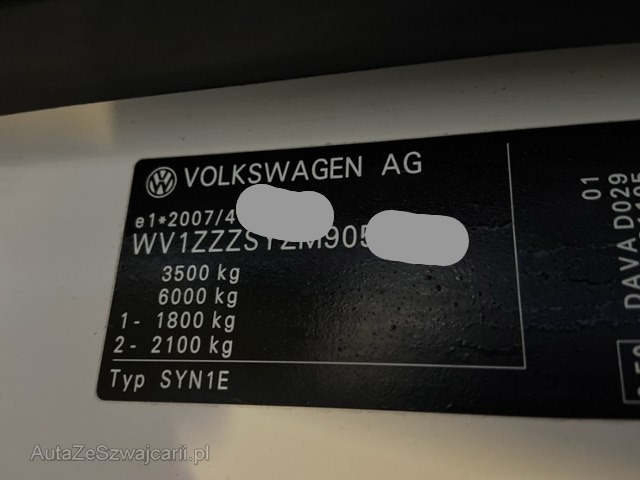 VOLKSWAGEN AG
e1*2007/4
WV1ZZZSYZM905
3500 kg
6000 kg
1- 1800 kg
2- 2100 kg
Typ SYN1E
01
DAVA D029
AutaZeSzwajcarii.pl